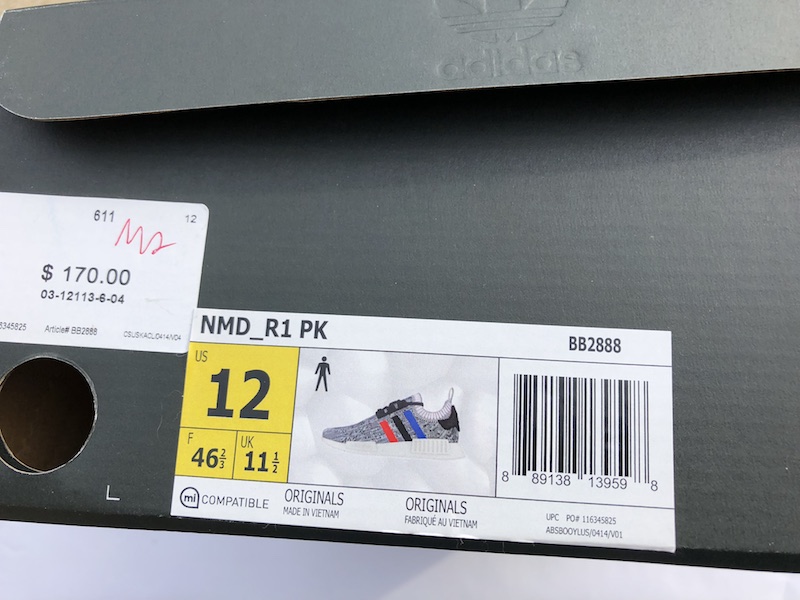 adidas
611
12
$ 170.00
03-12113-6-04
Article# BB2888
NMD_R1 PK
BB2888
US
12
F
46⅔
UK
11½
mi COMPATIBLE
ORIGINALS
MADE IN VIETNAM
ORIGINALS
FABRIQUÉ AU VIETNAM
8 89138 13959 8
UPC PO# 116345825
ABSBOOYLUS/0414/V01
L